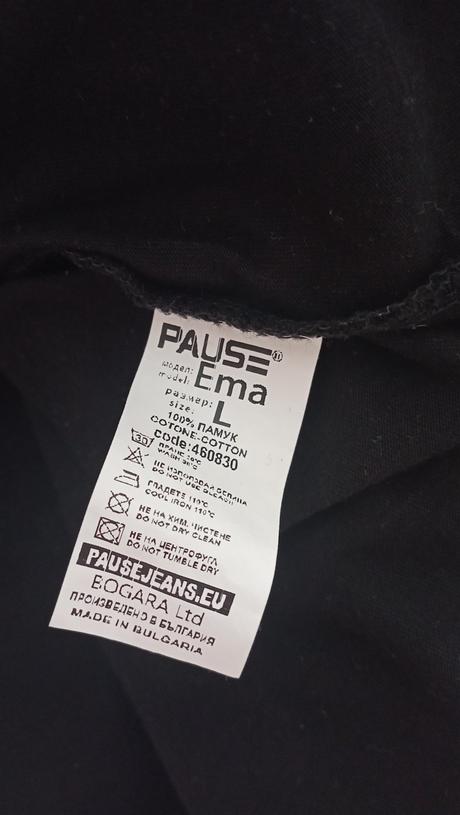 PAUSE®
модел:
model: Ema
размер:
size: L
100% ПАМУК
COTONE-COTTON
code:460830
30
ПРАНЕ 30°C
WASH 30°C
НЕ ИЗПОЛЗВАЙ БЕЛИНА
DO NOT USE BLEACH
ГЛАДЕТЕ 110°C
COOL IRON 110°C
НЕ НА ХИМ. ЧИСТЕНЕ
DO NOT DRY CLEAN
НЕ НА ЦЕНТРОФУГА
DO NOT TUMBLE DRY
PAUSEJEANS.EU
BOGARA Ltd
ПРОИЗВЕДЕНО В БЪЛГАРИЯ
MADE IN BULGARIA